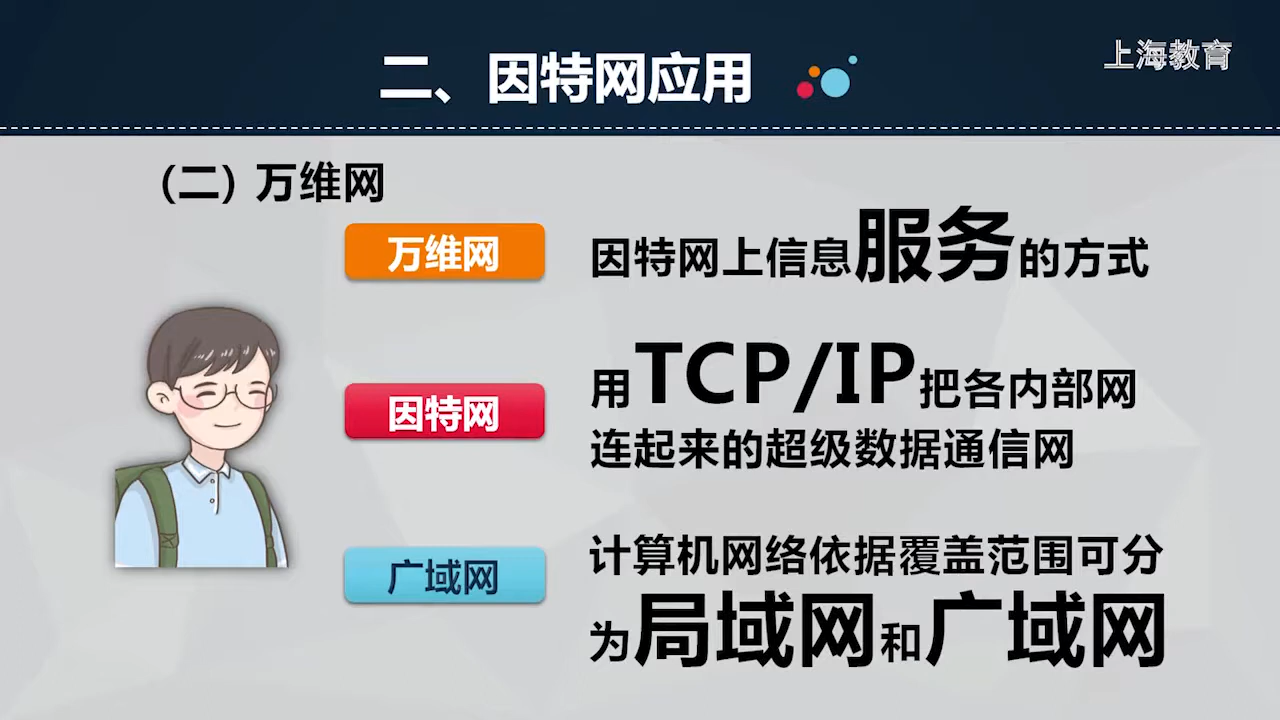 二、因特网应用
上海教育
(二) 万维网
万维网
因特网上信息服务的方式
因特网
用TCP/IP把各内部网
连起来的超级数据通信网
广域网
计算机网络依据覆盖范围可分
为局域网和广域网